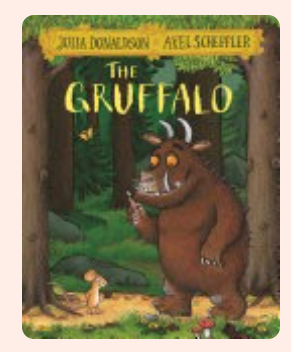 JULIA DONALDSON AXEL SCHEFFLER
THE
GRUFFALO